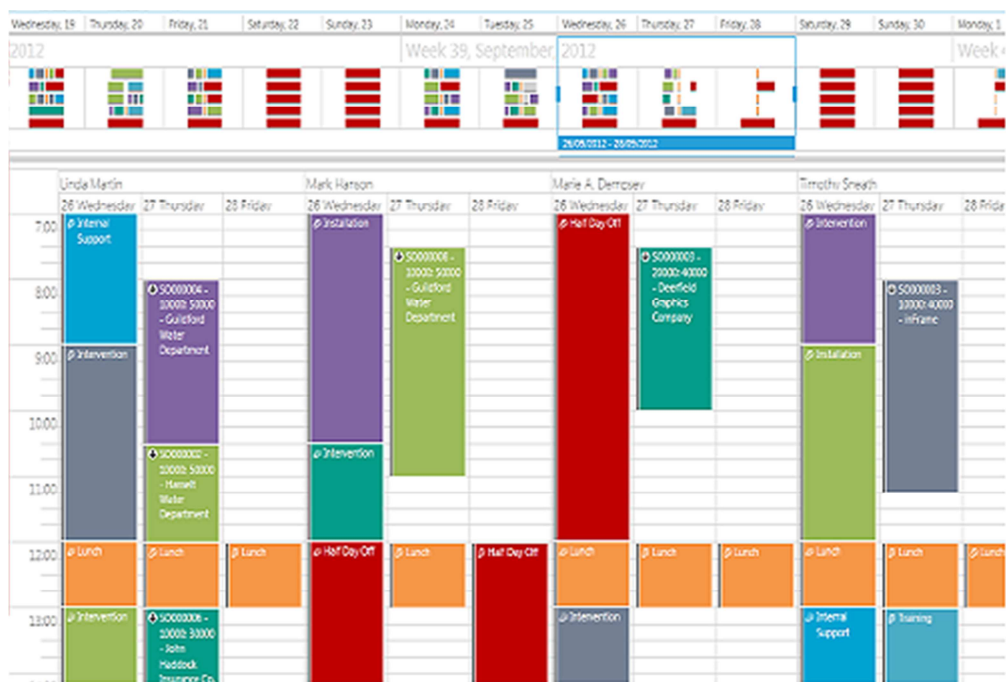 Wednesday, 19 Thursday, 20 Friday, 21 Saturday, 22 Sunday, 23 Monday, 24 Tuesday, 25 Wednesday, 26 Thursday, 27 Friday, 28 Saturday, 29 Sunday, 30 Monday, 1
2012 Week 39, September, 2012 Week
26/09/2012 - 28/09/2012
Linda Martin Mark Hanson Marie A. Dempsey Timothy Sneath
26 Wednesday 27 Thursday 28 Friday 26 Wednesday 27 Thursday 28 Friday 26 Wednesday 27 Thursday 28 Friday 26 Wednesday 27 Thursday 28 Frida
7:00
Internal
Support
Installation
Half Day Off
Intervention
SO000008 -
10000: 50000
- Guildford
Water
Department
SO000003 -
20000: 40000
- Deerfield
Graphics
Company
8:00
SO000004 -
10000: 50000
- Guildford
Water
Department
SO000003 -
10000: 40000
- inFrame
9:00
Intervention
Installation
10:00
SO000002 -
10000: 50000
- Hasselt
Water
Department
Intervention
11:00
12:00
Lunch Lunch Lunch Half Day Off Lunch Half Day Off Lunch Lunch Lunch Lunch Lunch Lunch
13:00
Intervention
SO000006 -
10000: 30000
- John
Haddock
Insurance Co.
Intervention
Internal
Support
Training